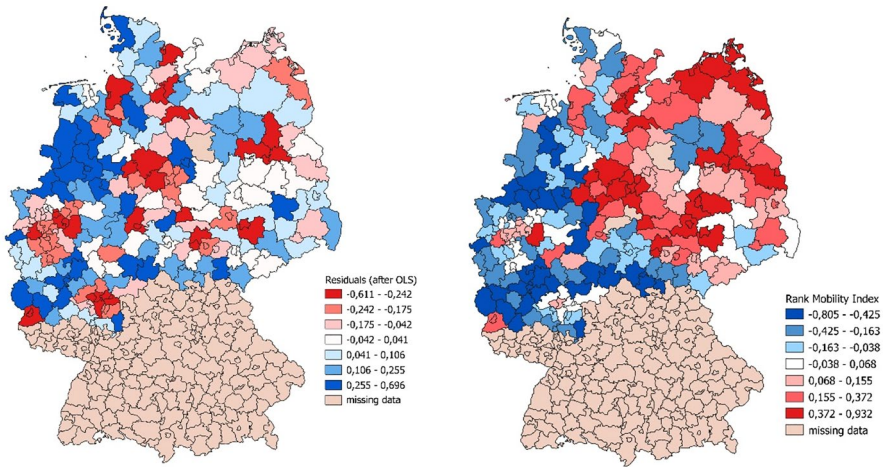 Residuals (after OLS)
-0,611 - -0,242
-0,242 - -0,175
-0,175 - -0,042
-0,042 - 0,041
0,041 - 0,106
0,106 - 0,255
0,255 - 0,696
missing data
Rank Mobility Index
-0,805 - -0,425
-0,425 - -0,163
-0,163 - -0,038
-0,038 - 0,068
0,068 - 0,155
0,155 - 0,372
0,372 - 0,932
missing data